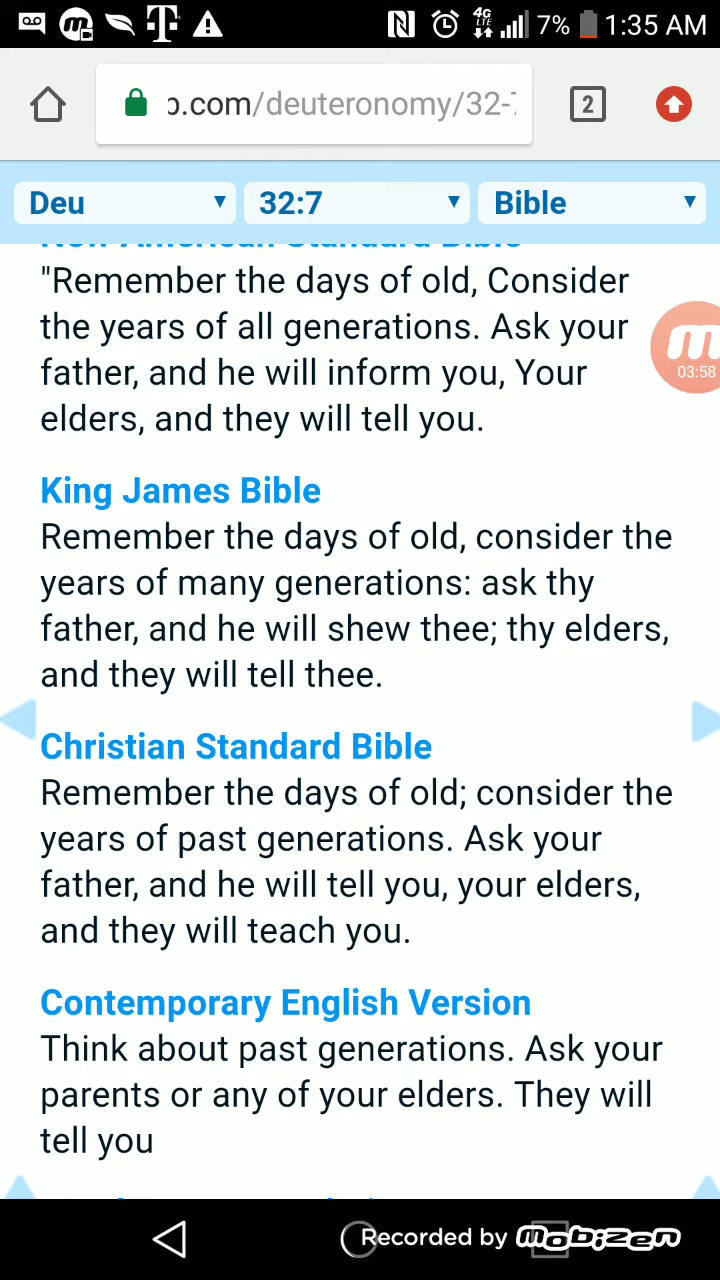 7% 1:35 AM
4G
LTE
.com/deuteronomy/32-
2
Deu 32:7 Bible
New American Standard Bible
"Remember the days of old, Consider
the years of all generations. Ask your
father, and he will inform you, Your
elders, and they will tell you.
03:58
King James Bible
Remember the days of old, consider the
years of many generations: ask thy
father, and he will shew thee; thy elders,
and they will tell thee.
Christian Standard Bible
Remember the days of old; consider the
years of past generations. Ask your
father, and he will tell you, your elders,
and they will teach you.
Contemporary English Version
Think about past generations. Ask your
parents or any of your elders. They will
tell you
Recorded by Mobizen